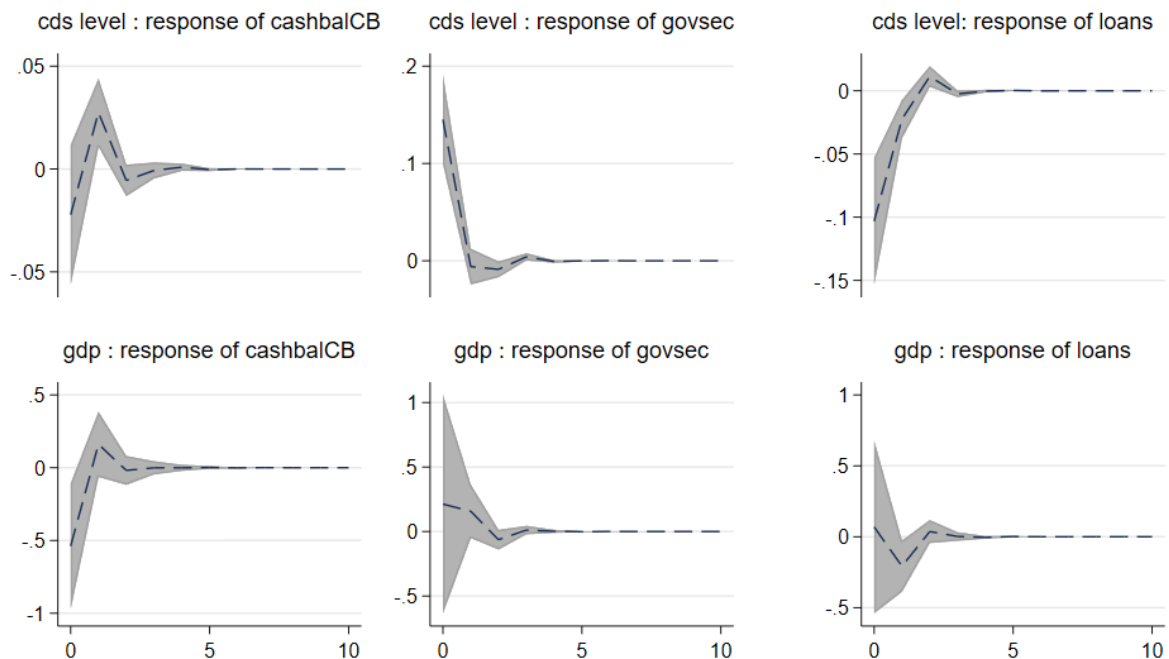 cds level : response of cashbalCB
cds level : response of govsec
cds level: response of loans
.05
0
-.05
.2
.1
0
0
-.05
-.1
-.15
gdp : response of cashbalCB
gdp : response of govsec
gdp : response of loans
.5
0
-.5
-1
1
.5
0
-.5
1
.5
0
-.5
0 5 10
0 5 10
0 5 10